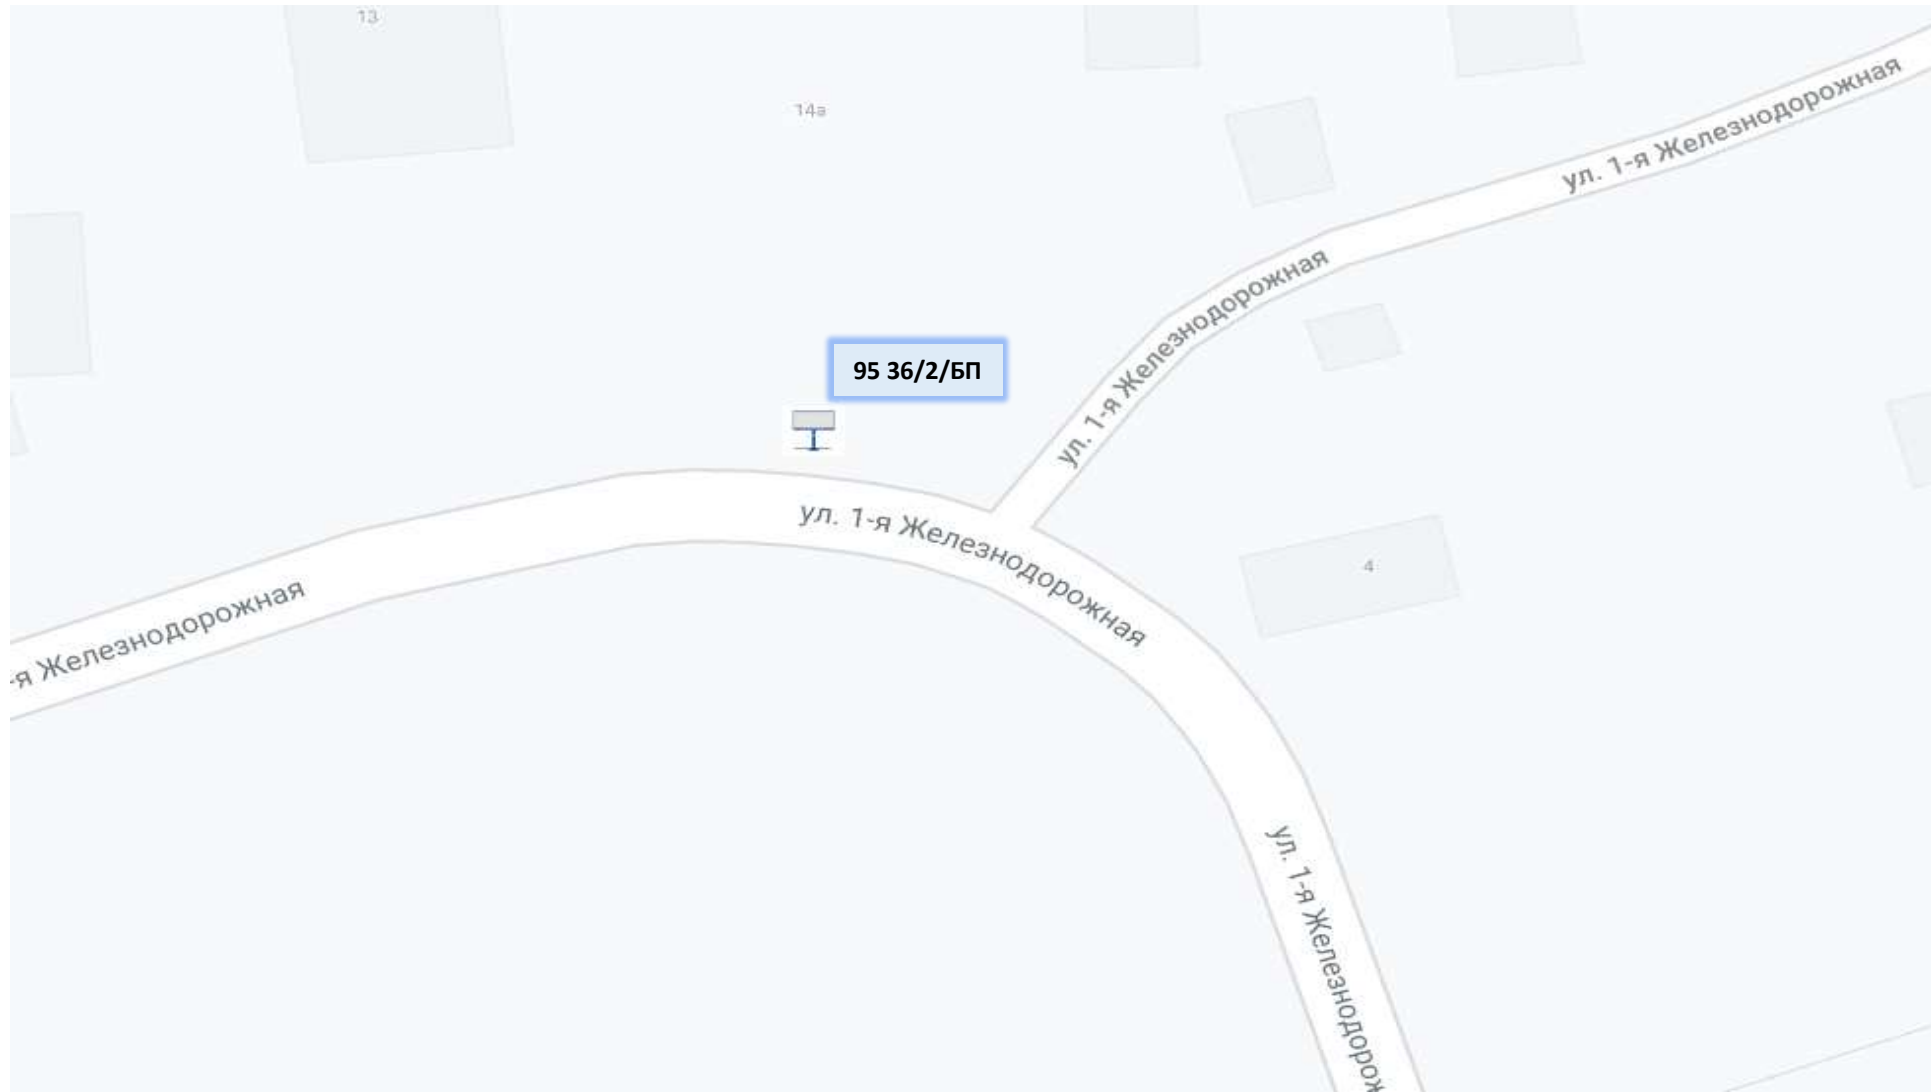 13
14а
ул. 1-я Железнодорожная
ул. 1-я Железнодорожная
95 36/2/БП
ул. 1-я Железнодорожная
4
-я Железнодорожная
ул. 1-я Железнодорож